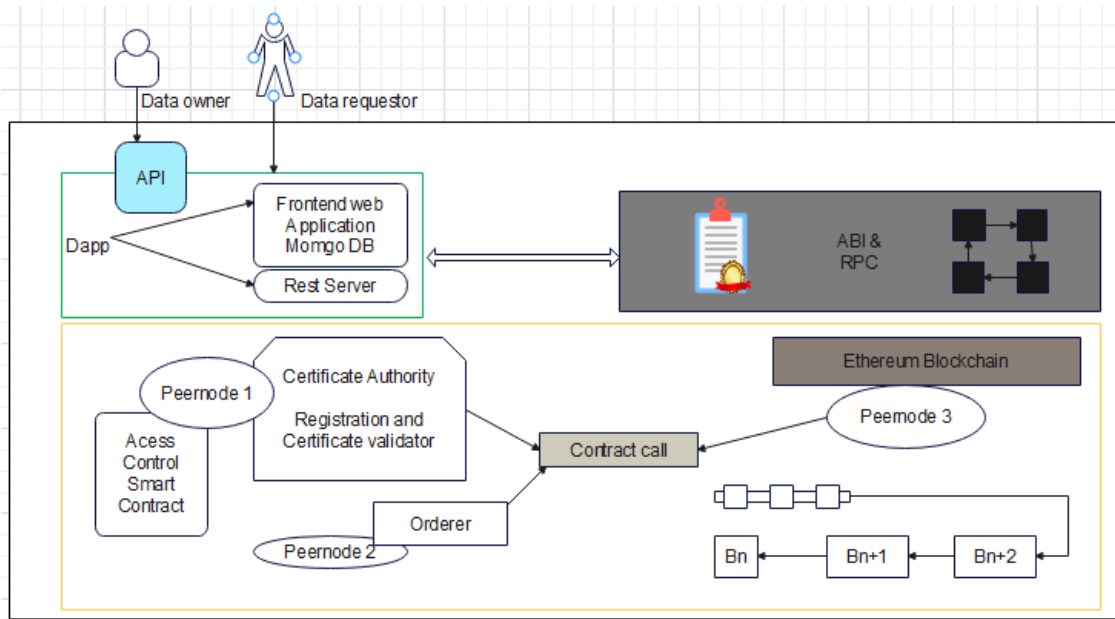 Data owner
Data requestor
API
Dapp
Frontend web
Application
Momgo DB
Rest Server
ABI &
RPC
Peernode 1
Acess
Control
Smart
Contract
Certificate Authority
Registration and
Certificate validator
Orderer
Peernode 2
Contract call
Ethereum Blockchain
Peernode 3
Bn
Bn+1
Bn+2